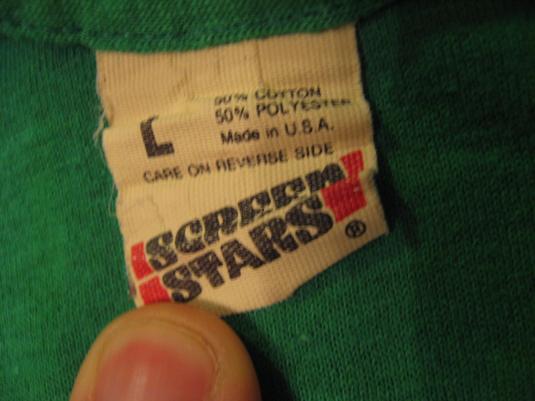 50% COTTON
50% POLYESTER
L
Made in U.S.A.
CARE ON REVERSE SIDE
SCREEN
STARS
®